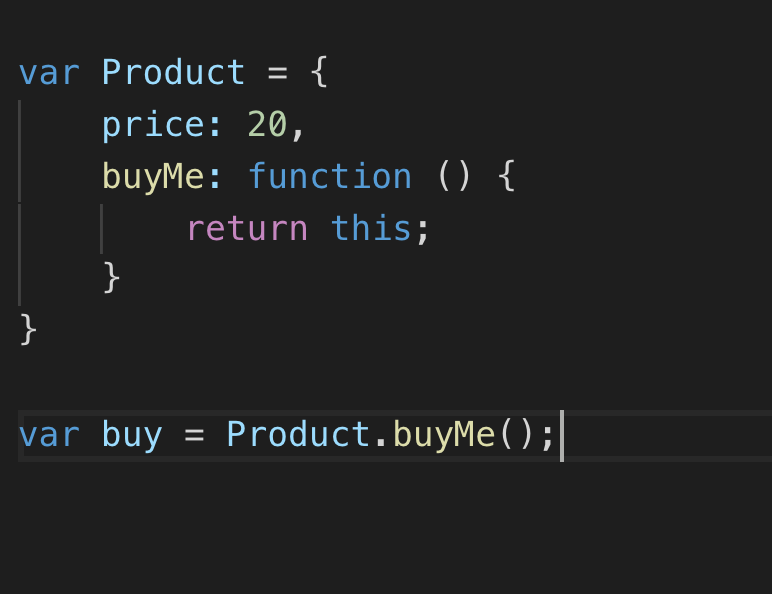 var Product = {
    price: 20,
    buyMe: function () {
        return this;
    }
}
var buy = Product.buyMe();